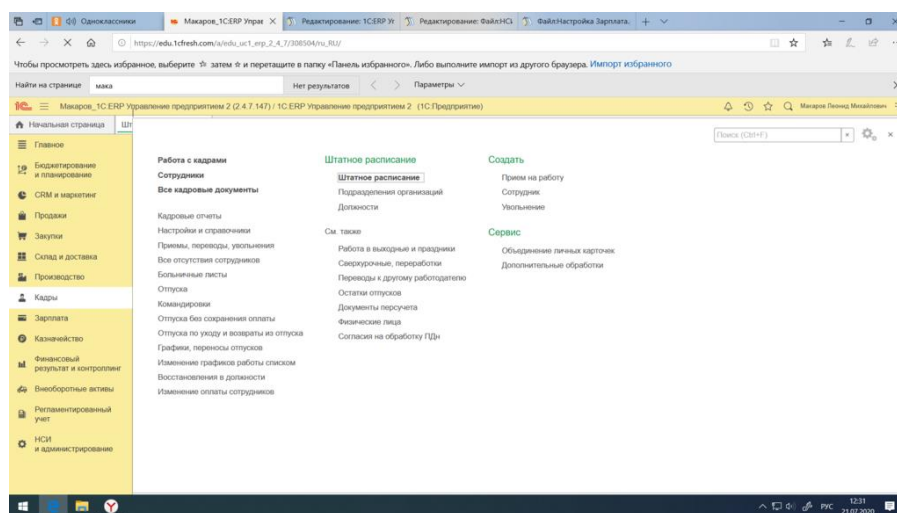 Одноклассники
Макаров_1С:ERP Управ
Редактирование: 1С:ERP Уг
Редактирование: Файл:НСИ
Файл:Настройка Зарплата.
https://edu.1cfresh.com/a/edu_uc1_erp_2_4_7/308504/ru_RU/
Чтобы просмотреть здесь избранное, выберите затем и перетащите в папку «Панель избранного». Либо выполните импорт из другого браузера. Импорт избранного
Найти на странице мака Нет результатов Параметры
Макаров_1С:ERP Управление предприятием 2 (2.4.7.147) / 1С:ERP Управление предприятием 2 (1С:Предприятие)
Макаров Леонид Михайлович
Начальная страница
Шт
Поиск (Ctrl+F)
Главное
Бюджетирование
и планирование
CRM и маркетинг
Продажи
Закупки
Склад и доставка
Производство
Кадры
Зарплата
Казначейство
Финансовый
результат и контроллинг
Внеоборотные активы
Регламентированный
учет
НСИ
и администрирование
Работа с кадрами
Сотрудники
Все кадровые документы
Кадровые отчеты
Настройки и справочники
Приемы, переводы, увольнения
Все отсутствия сотрудников
Больничные листы
Отпуска
Командировки
Отпуска без сохранения оплаты
Отпуска по уходу и возвраты из отпуска
Графики, переносы отпусков
Изменение графиков работы списком
Восстановления в должности
Изменение оплаты сотрудников
Штатное расписание
Штатное расписание
Подразделения организаций
Должности
См. также
Работа в выходные и праздники
Сверхурочные, переработки
Переводы к другому работодателю
Остатки отпусков
Документы персучета
Физические лица
Согласия на обработку ПДн
Создать
Прием на работу
Сотрудник
Увольнение
Сервис
Объединение личных карточек
Дополнительные обработки
РУС
12:31
21.07.2020